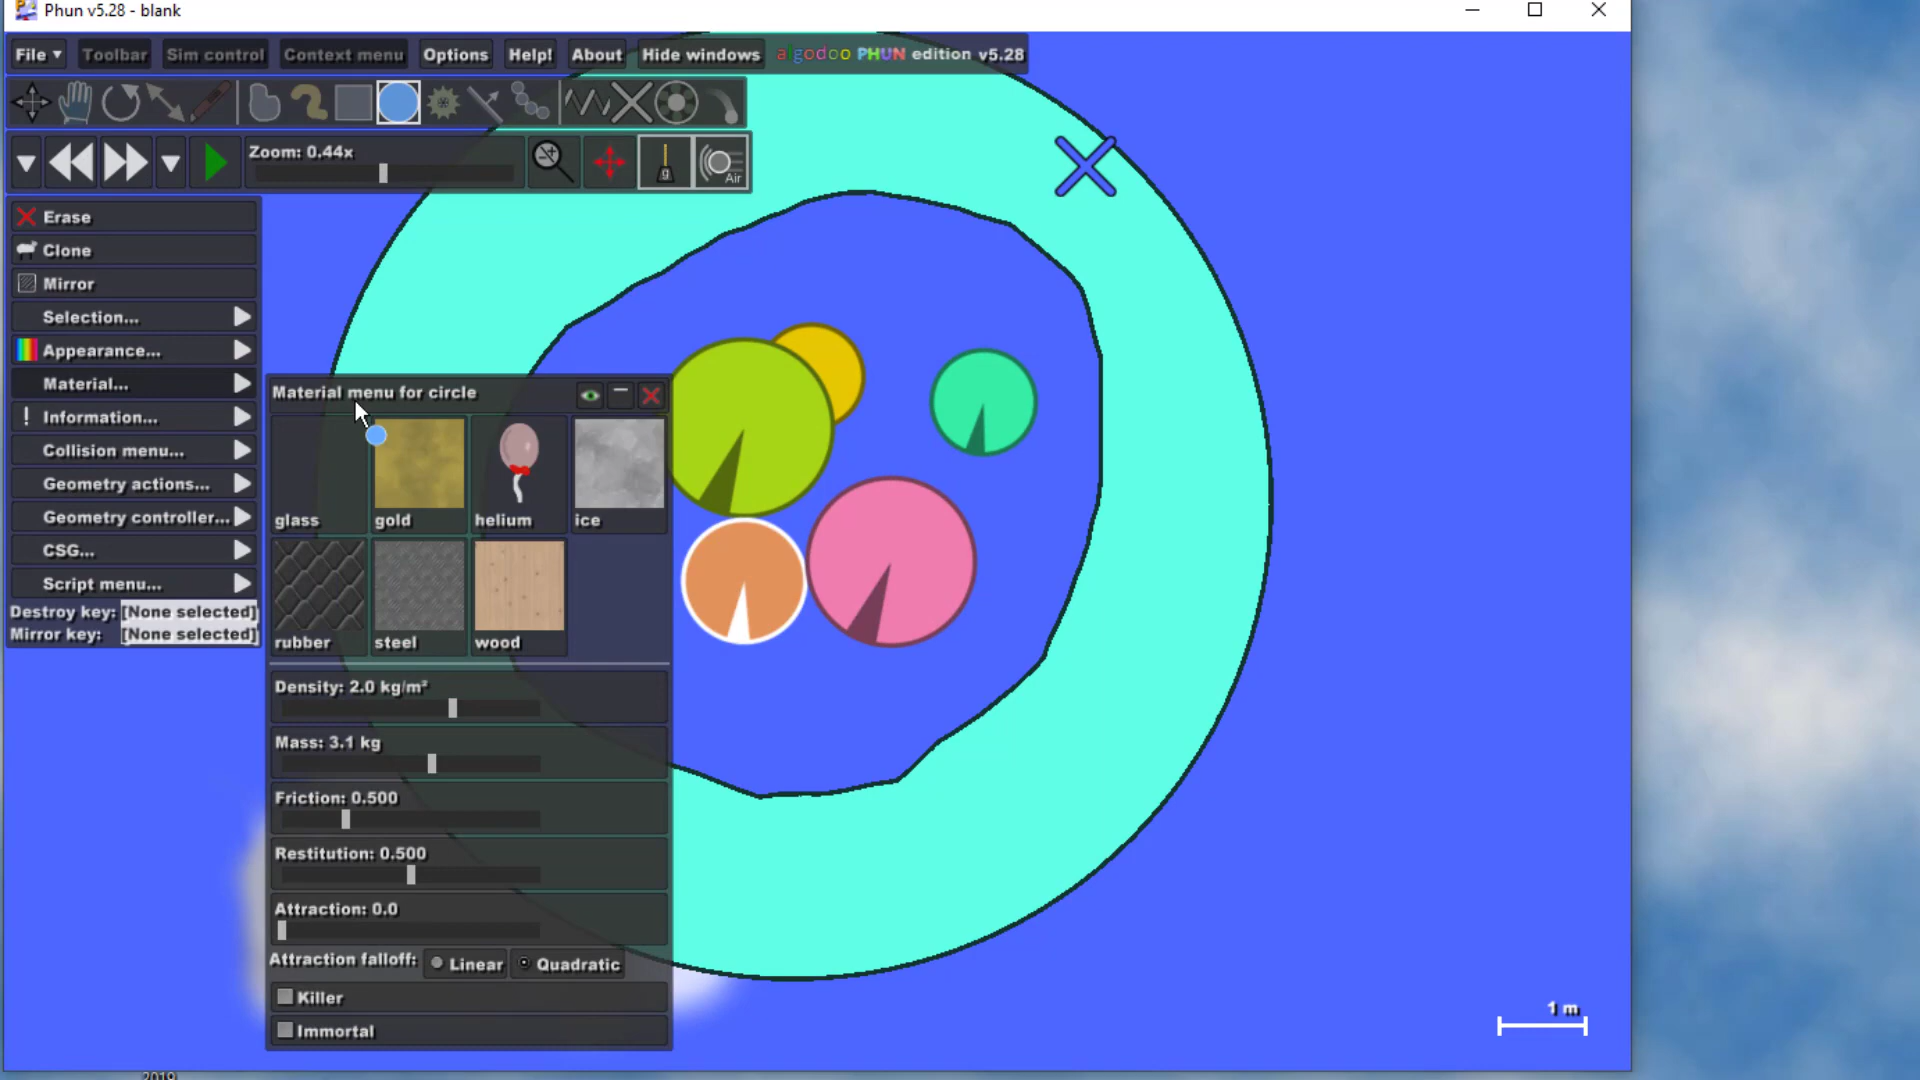 Phun v5.28 - blank
File Toolbar Sim control Context menu Options Help! About Hide windows algodoo PHUN edition v5.28
Zoom: 0.44x
g
Air
Erase
Clone
Mirror
Selection...
Appearance...
Material...
! Information...
Collision menu...
Geometry actions...
Geometry controller...
CSG...
Script menu...
Destroy key: [None selected]
Mirror key: [None selected]
Material menu for circle
glass gold helium ice
rubber steel wood
Density: 2.0 kg/m²
Mass: 3.1 kg
Friction: 0.500
Restitution: 0.500
Attraction: 0.0
Attraction falloff: Linear Quadratic
Killer
Immortal
1 m
2019